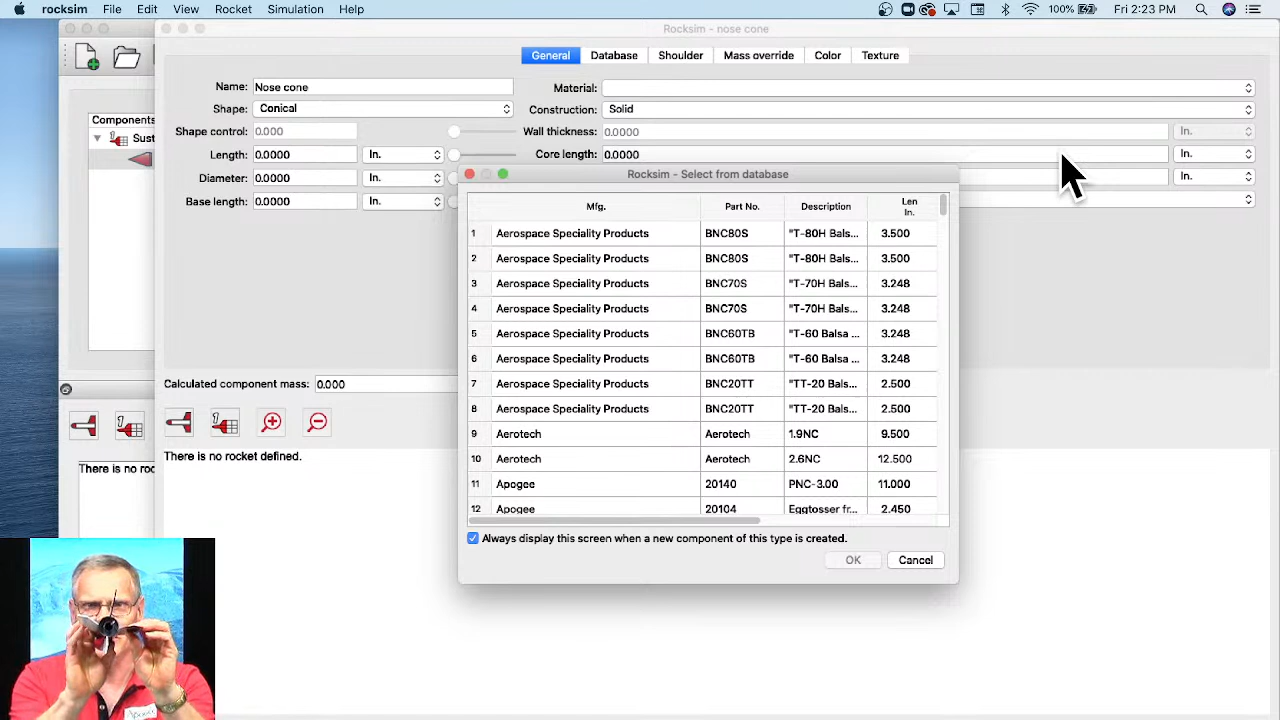 rocksim File Edit View Rocket Simulation Help 100% Fri 2:23 PM
Rocksim - nose cone
General Database Shoulder Mass override Color Texture
Name: Nose cone Material:
Shape: Conical Construction: Solid
Shape control: 0.000 Wall thickness: 0.0000 In.
Length: 0.0000 In. Core length: 0.0000 In.
Diameter: 0.0000 In. In.
Base length: 0.0000 In.
Components
Sust
Rocksim - Select from database
Mfg. Part No. Description Len
In.
1 Aerospace Speciality Products BNC80S "T-80H Bals... 3.500
2 Aerospace Speciality Products BNC80S "T-80H Bals... 3.500
3 Aerospace Speciality Products BNC70S "T-70H Bals... 3.248
4 Aerospace Speciality Products BNC70S "T-70H Bals... 3.248
5 Aerospace Speciality Products BNC60TB "T-60 Balsa ... 3.248
6 Aerospace Speciality Products BNC60TB "T-60 Balsa ... 3.248
7 Aerospace Speciality Products BNC20TT "TT-20 Bals... 2.500
8 Aerospace Speciality Products BNC20TT "TT-20 Bals... 2.500
9 Aerotech Aerotech 1.9NC 9.500
10 Aerotech Aerotech 2.6NC 12.500
11 Apogee 20140 PNC-3.00 11.000
12 Apogee 20104 Eggtosser fr... 2.450
Always display this screen when a new component of this type is created.
OK Cancel
Calculated component mass: 0.000
There is no rocket defined.
There is no roc